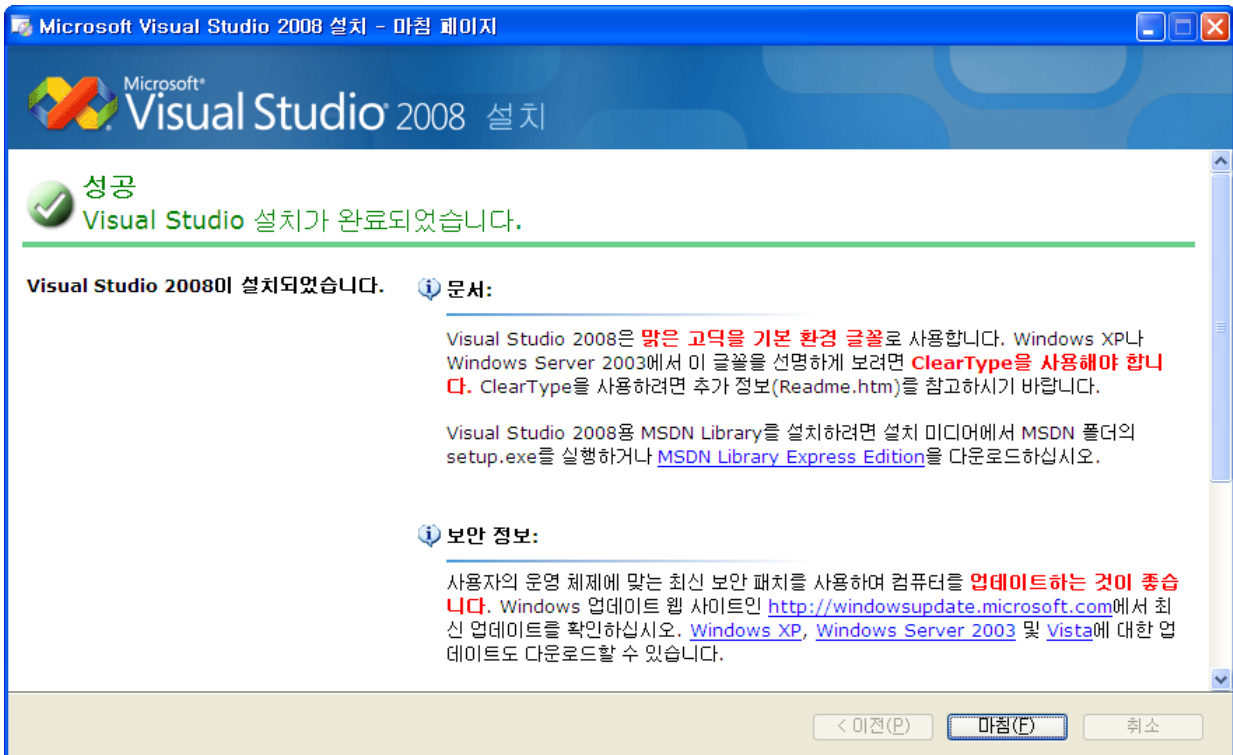 Microsoft Visual Studio 2008 설치 - 마침 페이지
Microsoft®
Visual Studio® 2008 설치
성공
Visual Studio 설치가 완료되었습니다.
Visual Studio 2008이 설치되었습니다.
문서:
Visual Studio 2008은 맑은 고딕을 기본 환경 글꼴로 사용합니다. Windows XP나
Windows Server 2003에서 이 글꼴을 선명하게 보려면 ClearType을 사용해야 합니
다. ClearType을 사용하려면 추가 정보(Readme.htm)를 참고하시기 바랍니다.
Visual Studio 2008용 MSDN Library를 설치하려면 설치 미디어에서 MSDN 폴더의
setup.exe를 실행하거나 MSDN Library Express Edition을 다운로드하십시오.
보안 정보:
사용자의 운영 체제에 맞는 최신 보안 패치를 사용하여 컴퓨터를 업데이트하는 것이 좋습
니다. Windows 업데이트 웹 사이트인 http://windowsupdate.microsoft.com에서 최
신 업데이트를 확인하십시오. Windows XP, Windows Server 2003 및 Vista에 대한 업
데이트도 다운로드할 수 있습니다.
< 이전(P)
마침(F)
취소